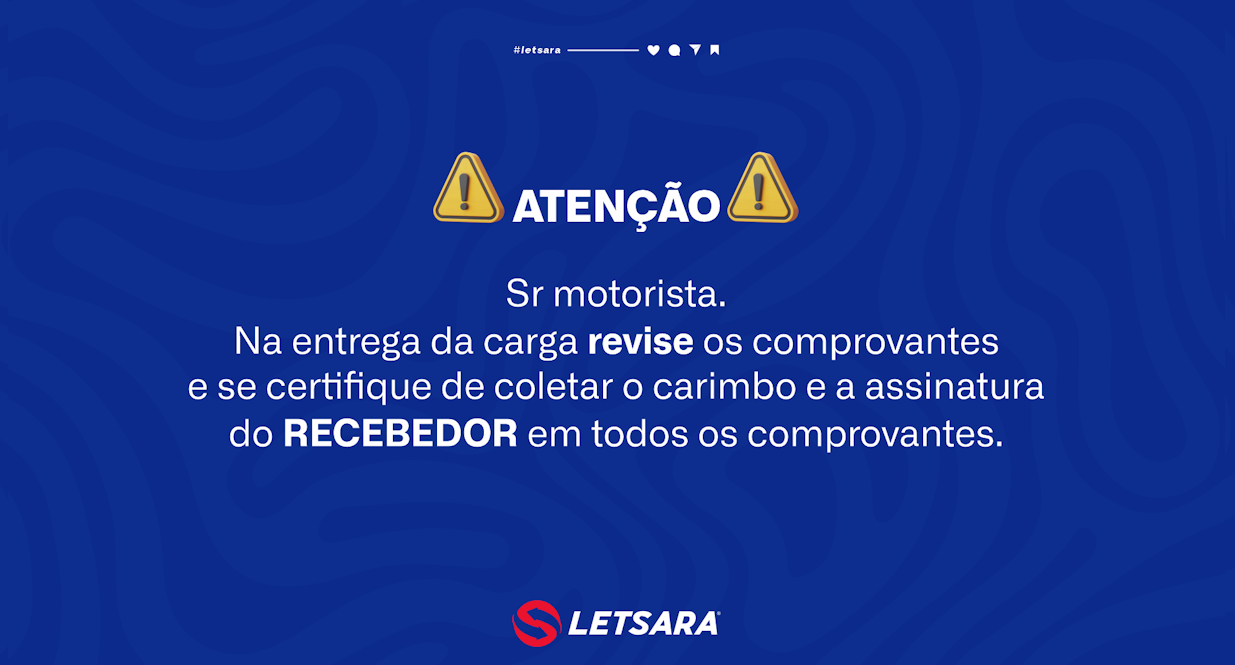 #letsara
ATENÇÃO
Sr motorista.
Na entrega da carga revise os comprovantes
e se certifique de coletar o carimbo e a assinatura
do RECEBEDOR em todos os comprovantes.
LETSARA®